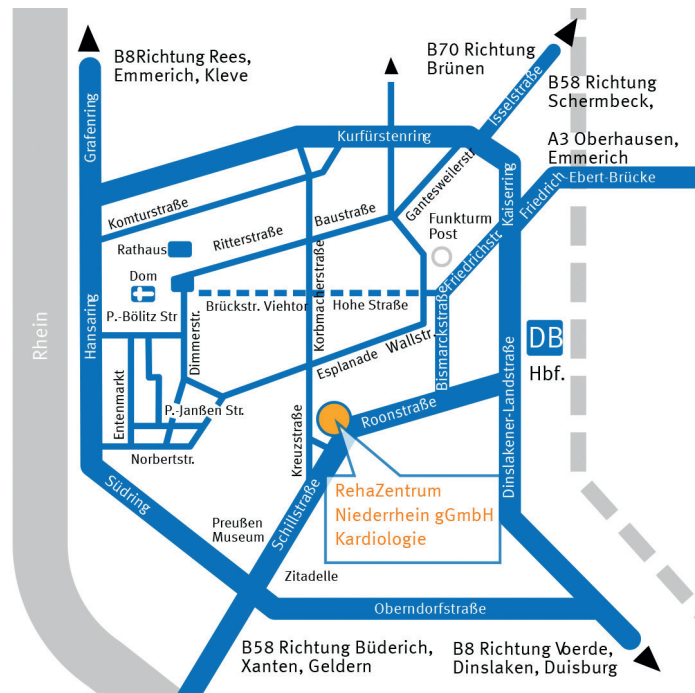 B8Richtung Rees,
Emmerich, Kleve
B70 Richtung
Brünen
B58 Richtung
Schermbeck,
A3 Oberhausen,
Emmerich
Isselstraße
Grafenring
Kurfürstenring
Gantesweilerstr.
Kaiserring
Friedrich-
Ebert-Brücke
Komturstraße
Baustraße
Funkturm
Post
Rathaus
Ritterstraße
Friedrichstr.
Dom
Korbmacherstraße
Brückstr. Viehtor
Hohe Straße
P.-Bölitz Str
Rhein
Hansaring
Dimmerstr.
Wallstr.
Esplanade
Bismarckstraße
DB
Hbf.
Entenmarkt
P.-Janßen Str.
Roonstraße
Dinslakener-Landstraße
Norbertstr.
Kreuzstraße
Südring
Schillstraße
RehaZentrum
Niederrhein gGmbH
Kardiologie
Preußen
Museum
Zitadelle
Oberndorfstraße
B58 Richtung Büderich,
Xanten, Geldern
B8 Richtung Voerde,
Dinslaken, Duisburg